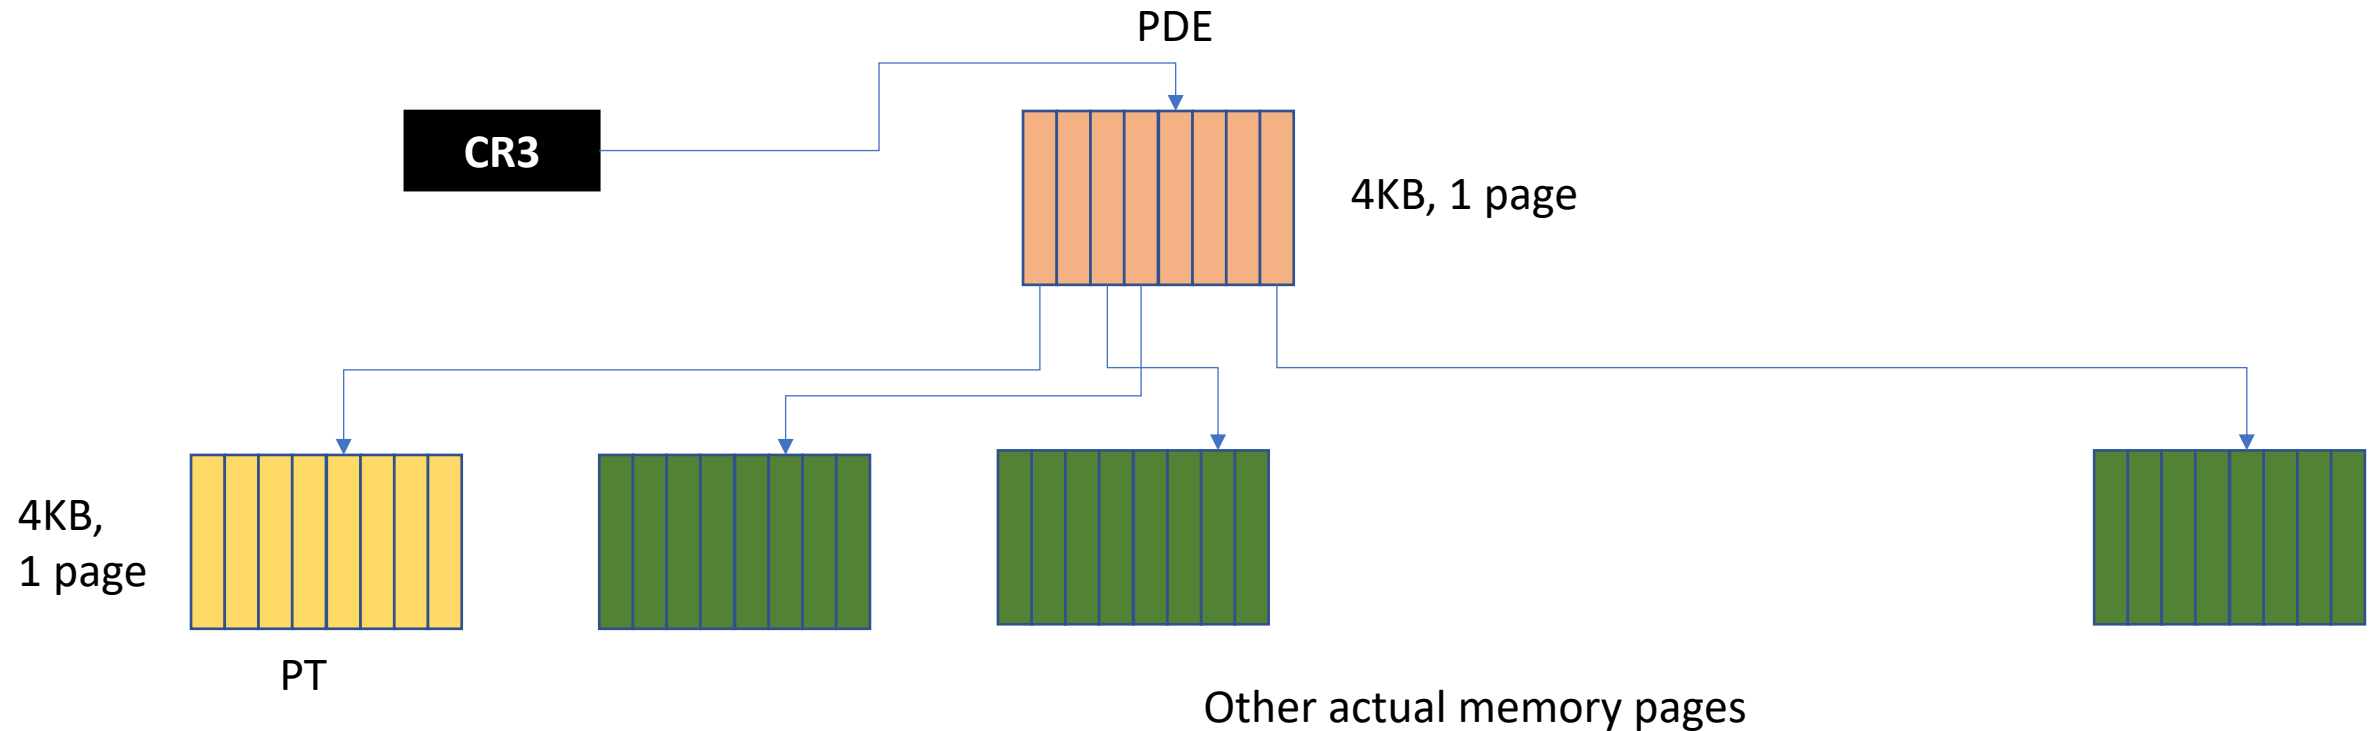 PDE
CR3
4KB, 1 page
4KB,
1 page
PT
Other actual memory pages